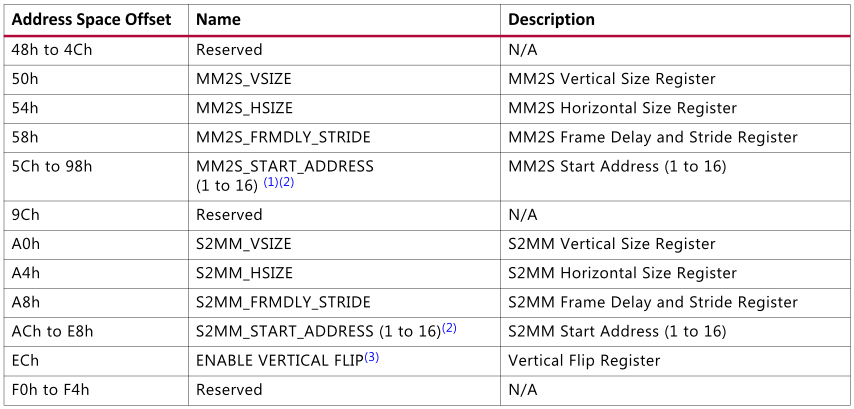 Address Space Offset Name Description
48h to 4Ch Reserved N/A
50h MM2S_VSIZE MM2S Vertical Size Register
54h MM2S_HSIZE MM2S Horizontal Size Register
58h MM2S_FRMDLY_STRIDE MM2S Frame Delay and Stride Register
5Ch to 98h MM2S_START_ADDRESS MM2S Start Address (1 to 16)
(1 to 16) (1)(2)
9Ch Reserved N/A
A0h S2MM_VSIZE S2MM Vertical Size Register
A4h S2MM_HSIZE S2MM Horizontal Size Register
A8h S2MM_FRMDLY_STRIDE S2MM Frame Delay and Stride Register
ACh to E8h S2MM_START_ADDRESS (1 to 16)(2) S2MM Start Address (1 to 16)
ECh ENABLE VERTICAL FLIP(3) Vertical Flip Register
F0h to F4h Reserved N/A